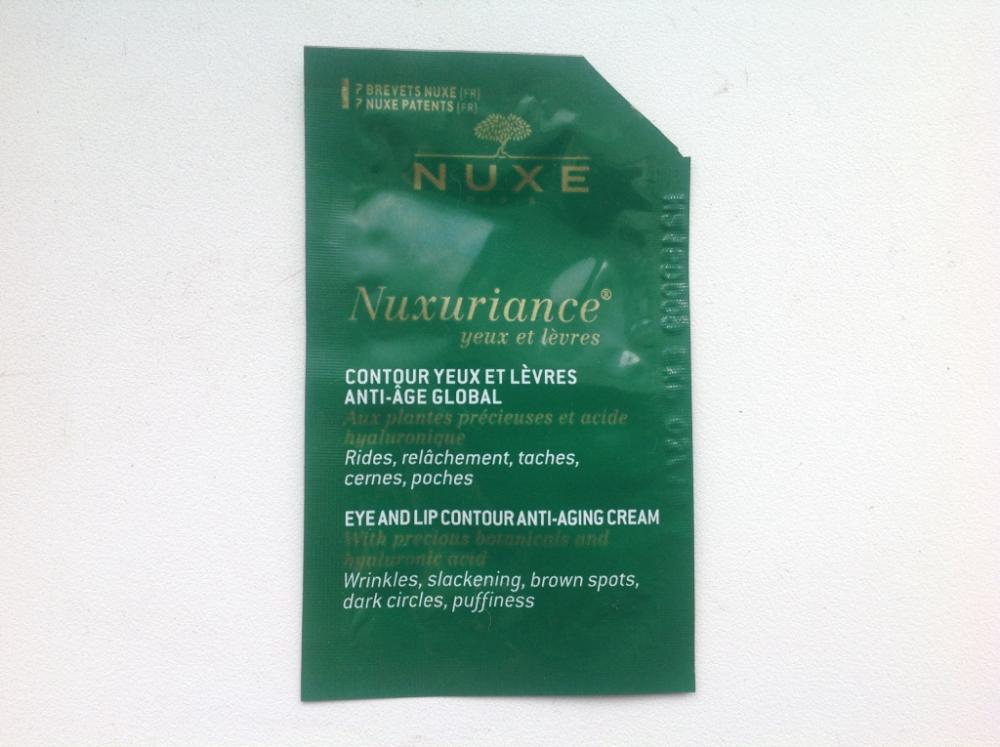 7 BREVETS NUXE (FR)
7 NUXE PATENTS (FR)
NUXE
PARIS
Nuxuriance®
yeux et lèvres
CONTOUR YEUX ET LÈVRES
ANTI-ÂGE GLOBAL
Aux plantes précieuses et acide
hyaluronique
Rides, relâchement, taches,
cernes, poches
EYE AND LIP CONTOUR ANTI-AGING CREAM
With precious botanicals and
hyaluronic acid
Wrinkles, slackening, brown spots,
dark circles, puffiness